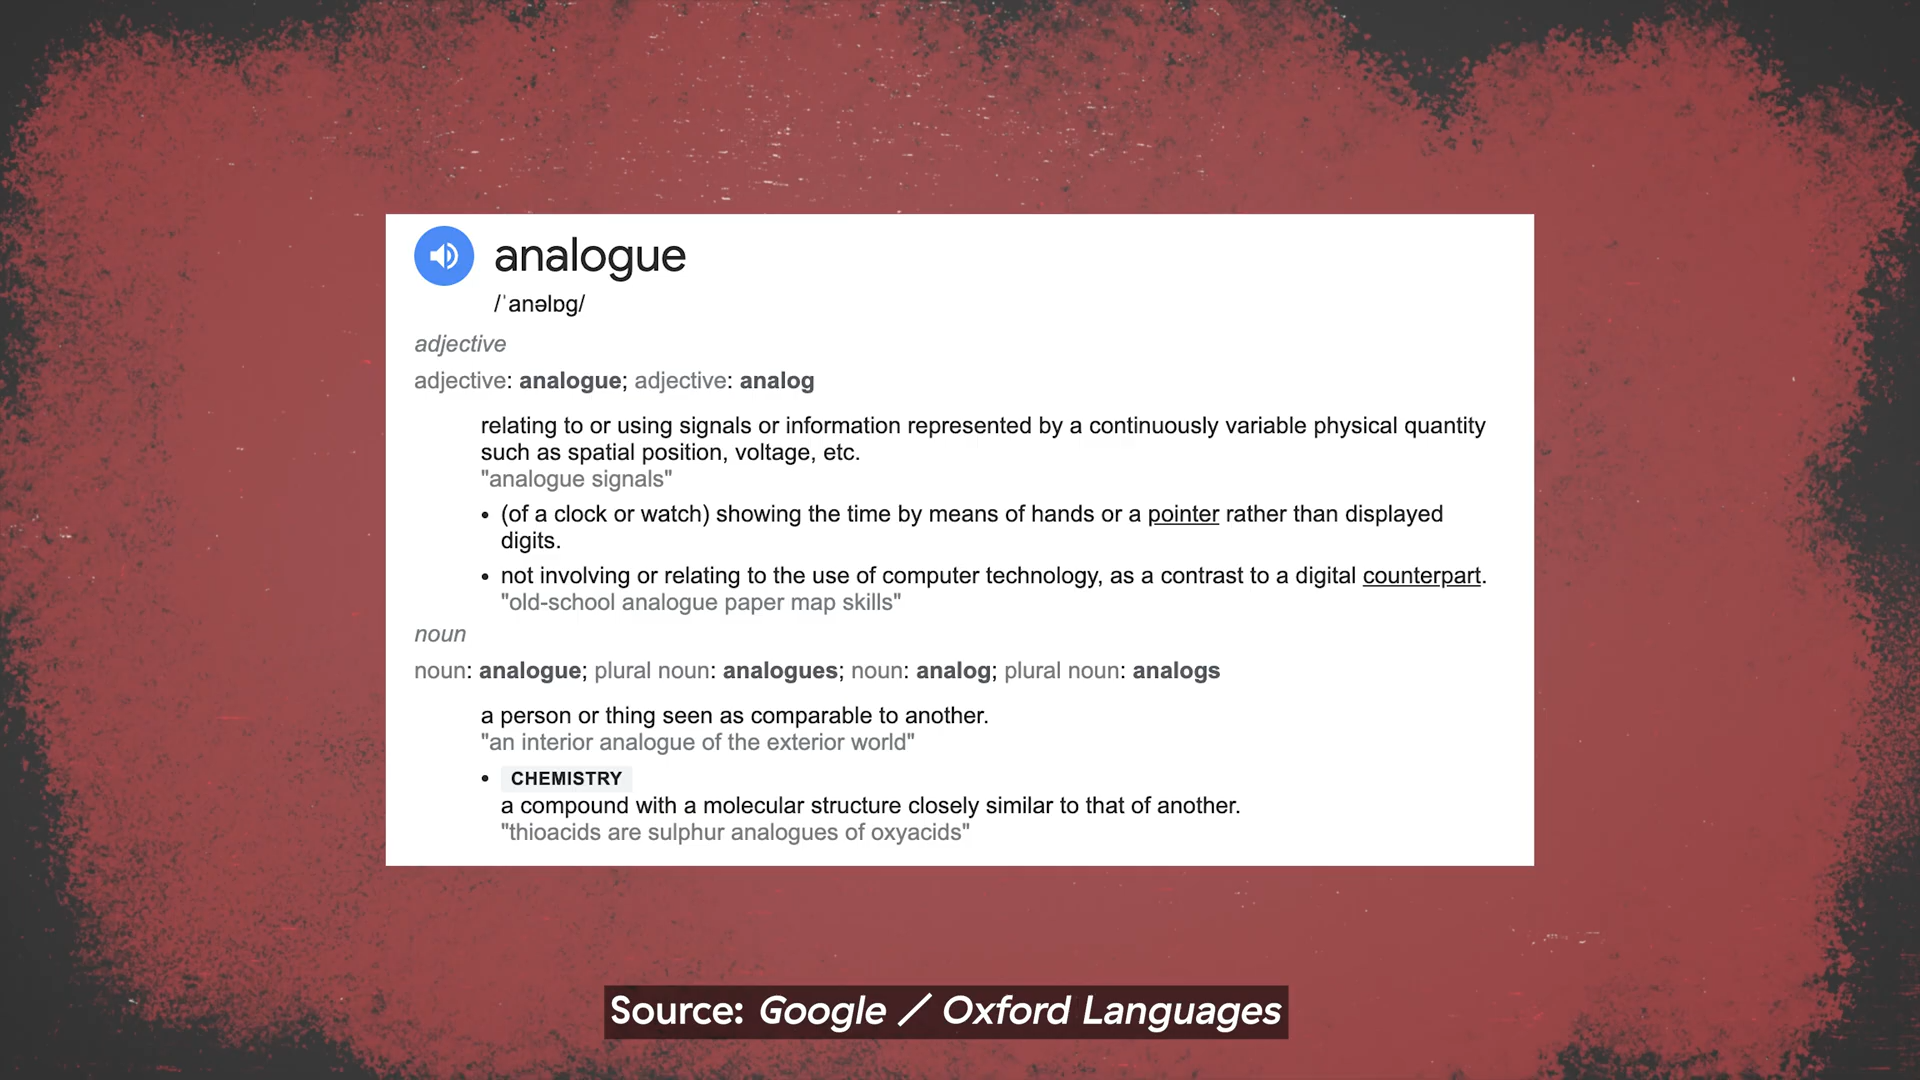 analogue
/ˈanəlɒɡ/
adjective
adjective: analogue; adjective: analog
relating to or using signals or information represented by a continuously variable physical quantity
such as spatial position, voltage, etc.
"analogue signals"
• (of a clock or watch) showing the time by means of hands or a pointer rather than displayed
digits.
• not involving or relating to the use of computer technology, as a contrast to a digital counterpart.
"old-school analogue paper map skills"
noun
noun: analogue; plural noun: analogues; noun: analog; plural noun: analogs
a person or thing seen as comparable to another.
"an interior analogue of the exterior world"
• CHEMISTRY
a compound with a molecular structure closely similar to that of another.
"thioacids are sulphur analogues of oxyacids"
Source: Google / Oxford Languages